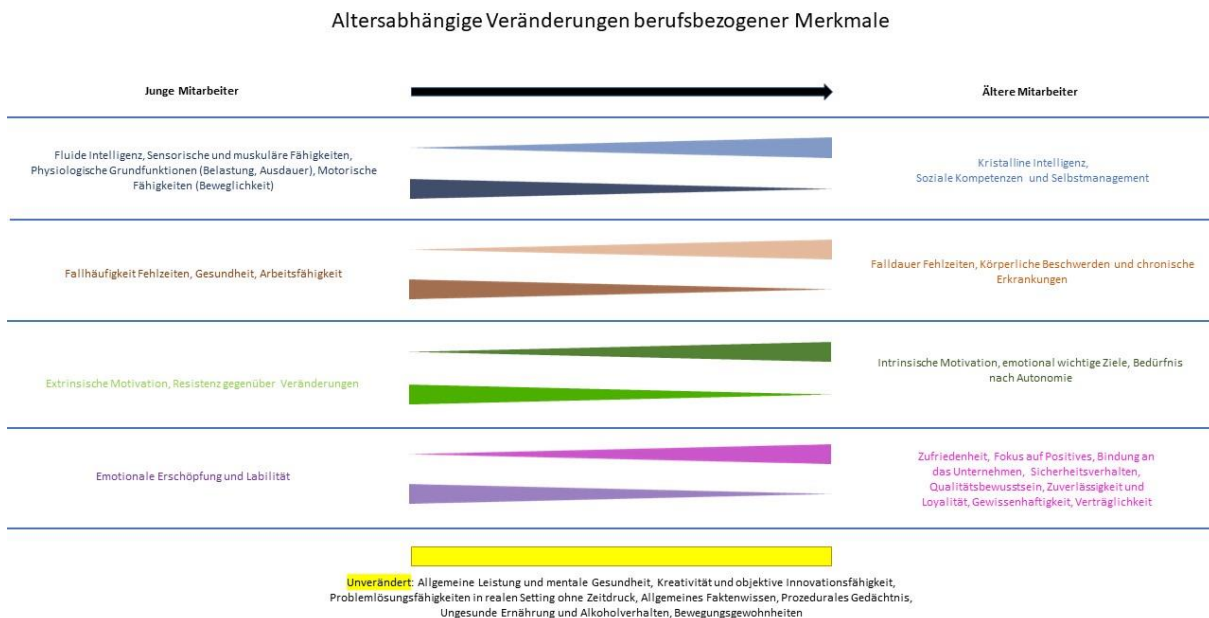 Altersabhängige Veränderungen berufsbezogener Merkmale
Junge Mitarbeiter
Ältere Mitarbeiter
Fluide Intelligenz, Sensorische und muskuläre Fähigkeiten,
Physiologische Grundfunktionen (Belastung, Ausdauer), Motorische
Fähigkeiten (Beweglichkeit)
Kristalline Intelligenz,
Soziale Kompetenzen und Selbstmanagement
Fallhäufigkeit Fehlzeiten, Gesundheit, Arbeitsfähigkeit
Falldauer Fehlzeiten, Körperliche Beschwerden und chronische
Erkrankungen
Extrinsische Motivation, Resistenz gegenüber Veränderungen
Intrinsische Motivation, emotional wichtige Ziele, Bedürfnis
nach Autonomie
Emotionale Erschöpfung und Labilität
Zufriedenheit, Fokus auf Positives, Bindung an
das Unternehmen, Sicherheitsverhalten,
Qualitätsbewusstsein, Zuverlässigkeit und
Loyalität, Gewissenhaftigkeit, Verträglichkeit
Unverändert: Allgemeine Leistung und mentale Gesundheit, Kreativität und objektive Innovationsfähigkeit,
Problemlösungsfähigkeiten in realen Setting ohne Zeitdruck, Allgemeines Faktenwissen, Prozedurales Gedächtnis,
Ungesunde Ernährung und Alkoholverhalten, Bewegungsgewohnheiten